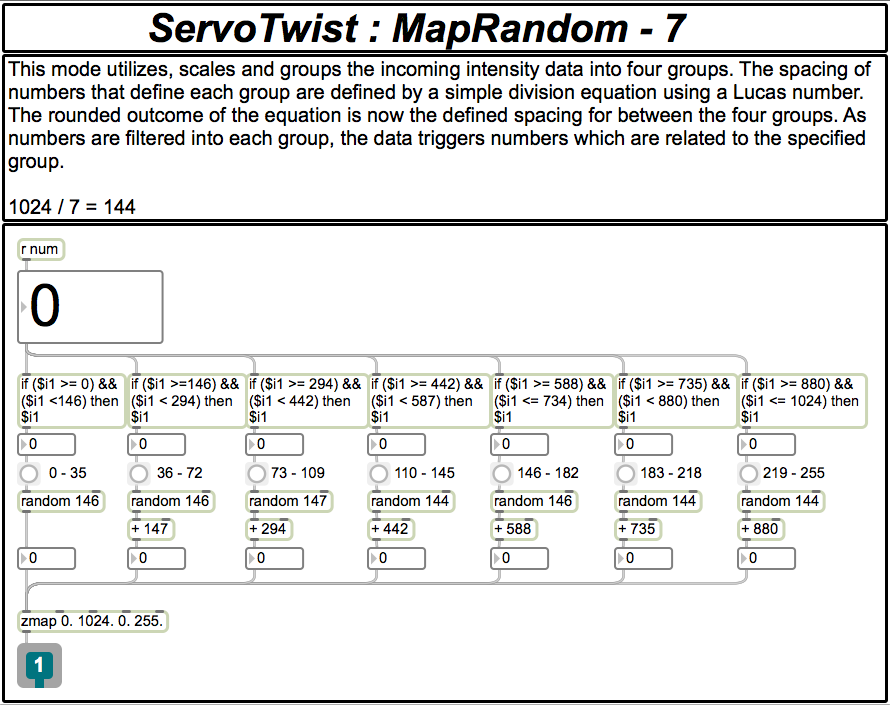 ServoTwist : MapRandom - 7
This mode utilizes, scales and groups the incoming intensity data into four groups. The spacing of
numbers that define each group are defined by a simple division equation using a Lucas number.
The rounded outcome of the equation is now the defined spacing for between the four groups. As
numbers are filtered into each group, the data triggers numbers which are related to the specified
group.
1024 / 7 = 144
r num
0
if ($i1 >= 0) && if ($i1 >=146) && if ($i1 >= 294) && if ($i1 >= 442) && if ($i1 >= 588) && if ($i1 >= 735) && if ($i1 >= 880) &&
($i1 <146) then ($i1 < 294) then ($i1 < 442) then ($i1 < 587) then ($i1 <= 734) then ($i1 < 880) then ($i1 <= 1024) then
$i1 $i1 $i1 $i1 $i1 $i1 $i1
0 0 0 0 0 0 0
0 - 35 36 - 72 73 - 109 110 - 145 146 - 182 183 - 218 219 - 255
random 146 random 146 random 147 random 144 random 146 random 144 random 144
+ 147 + 294 + 442 + 588 + 735 + 880
0 0 0 0 0 0 0
zmap 0. 1024. 0. 255.
1